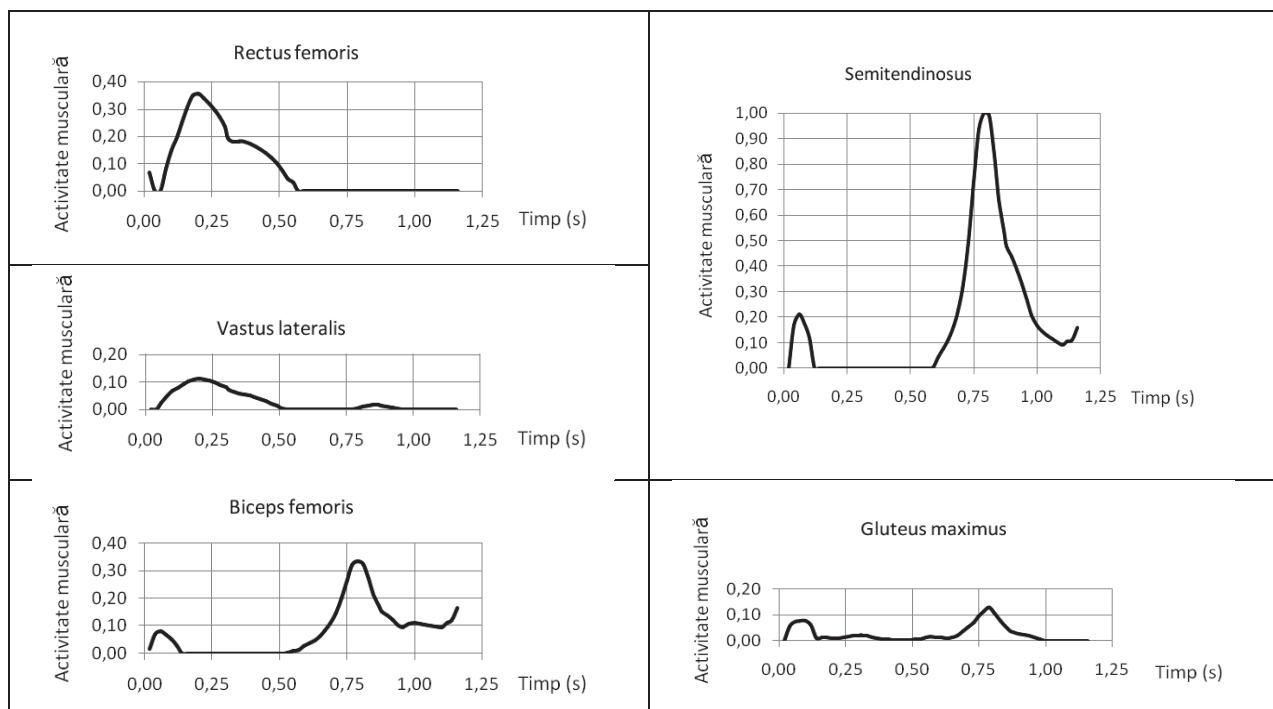 Rectus femoris
Activitate musculară
0,40
0,30
0,20
0,10
0,00
0,00 0,25 0,50 0,75 1,00 1,25 Timp (s)
Vastus lateralis
Activitate musculară
0,20
0,10
0,00
0,00 0,25 0,50 0,75 1,00 1,25 Timp (s)
Biceps femoris
Activitate musculară
0,40
0,30
0,20
0,10
0,00
0,00 0,25 0,50 0,75 1,00 1,25 Timp (s)
Semitendinosus
Activitate musculară
1,00
0,90
0,80
0,70
0,60
0,50
0,40
0,30
0,20
0,10
0,00
0,00 0,25 0,50 0,75 1,00 1,25 Timp (s)
Gluteus maximus
Activitate musculară
0,20
0,10
0,00
0,00 0,25 0,50 0,75 1,00 1,25 Timp (s)